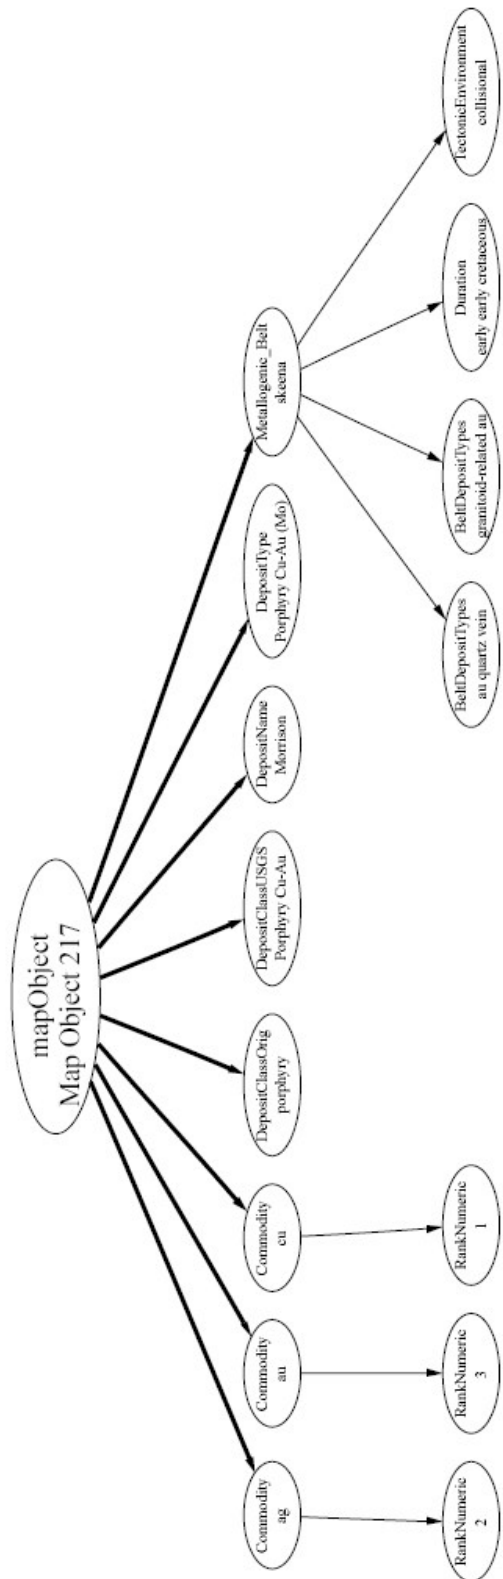 mapObject
Map Object 217
Commodity
ag
Commodity
au
Commodity
cu
DepositClassOrig
porphyry
DepositClassUSGS
Porphyry Cu-Au
DepositName
Morrison
DepositType
Porphyry Cu-Au (Mo)
Metallogenic_Belt
skeena
RankNumeric
2
RankNumeric
3
RankNumeric
1
BeltDepositTypes
au quartz vein
BeltDepositTypes
granitoid-related au
Duration
early early cretaceous
TectonicEnvironment
collisional